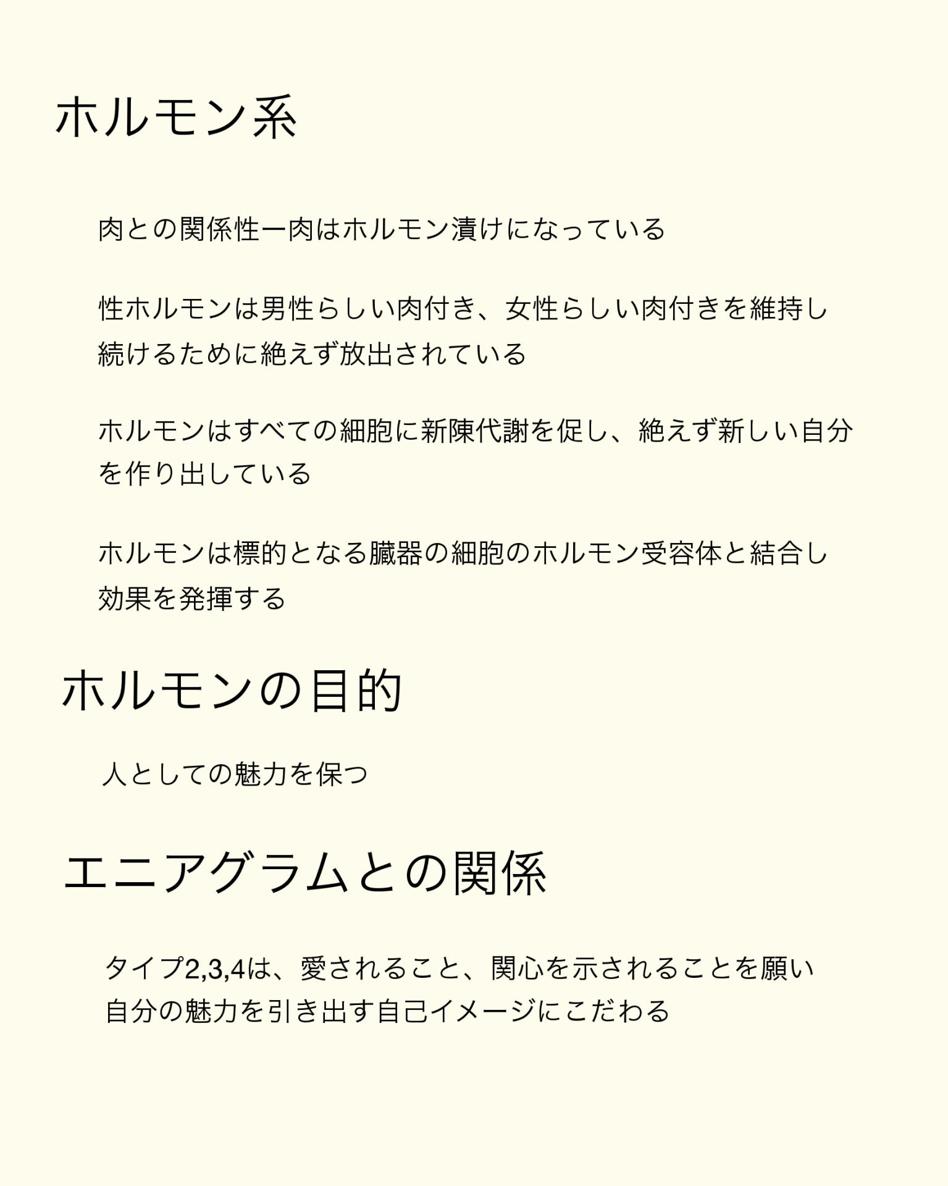 ホルモン系
肉との関係性ー肉はホルモン漬けになっている
性ホルモンは男性らしい肉付き、女性らしい肉付きを維持し
続けるために絶えず放出されている
ホルモンはすべての細胞に新陳代謝を促し、絶えず新しい自分
を作り出している
ホルモンは標的となる臓器の細胞のホルモン受容体と結合し
効果を発揮する
ホルモンの目的
人としての魅力を保つ
エニアグラムとの関係
タイプ2,3,4は、愛されること、関心を示されることを願い
自分の魅力を引き出す自己イメージにこだわる